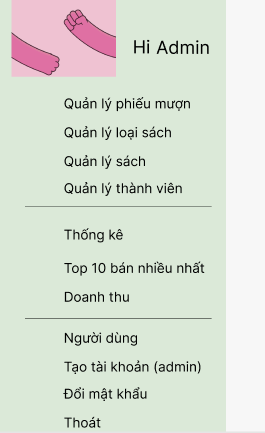 Hi Admin
Quản lý phiếu mượn
Quản lý loại sách
Quản lý sách
Quản lý thành viên
Thống kê
Top 10 bán nhiều nhất
Doanh thu
Người dùng
Tạo tài khoản (admin)
Đổi mật khẩu
Thoát